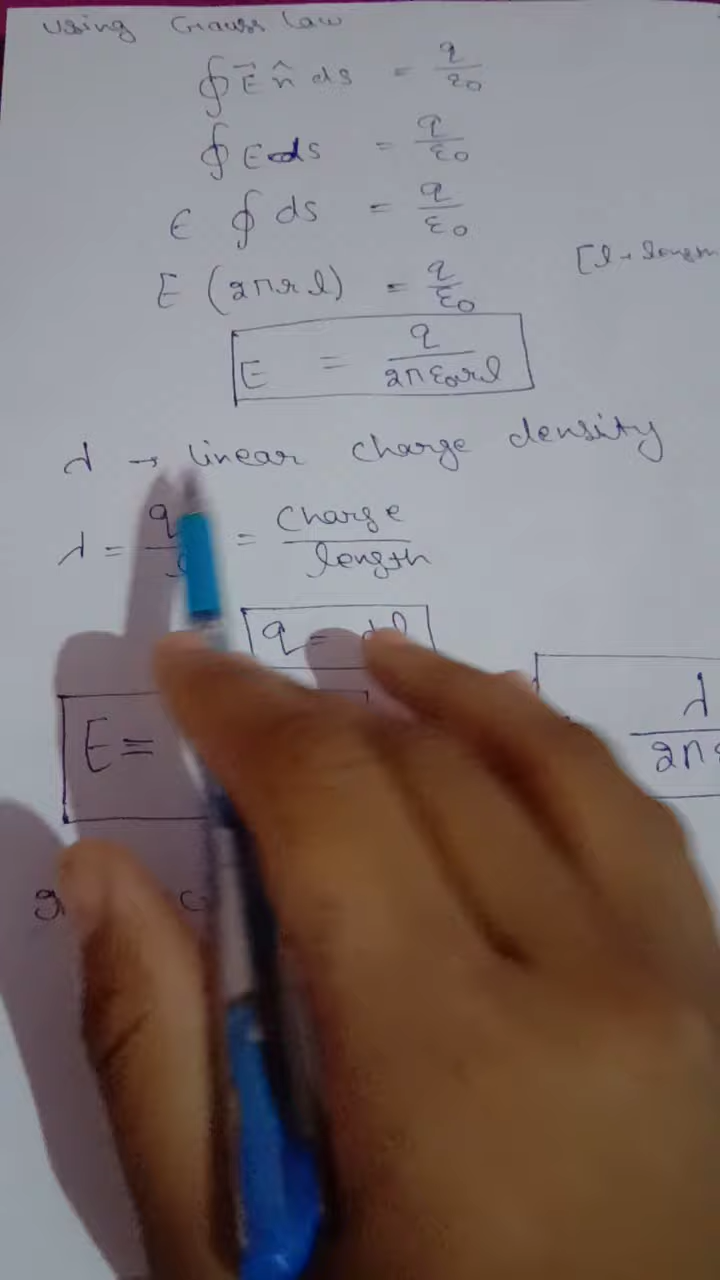 using Gauss law
∮ E⃗ n̂ ds = q/ε0
∮ E ds = q/ε0
E ∮ ds = q/ε0
E (2πrl) = q/ε0
[l → length
E = q/2πε0rl
λ → linear charge density
λ = q/l = charge/length
q = λl
E =
λ/2π